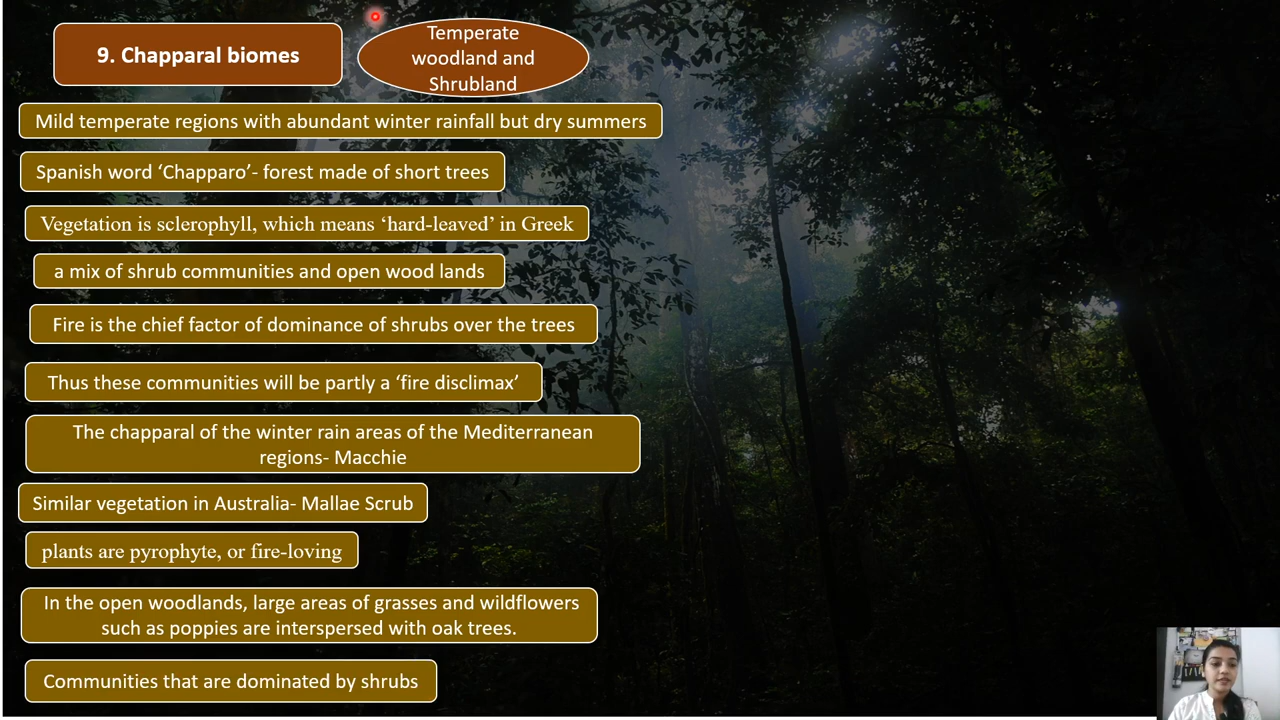 9. Chapparal biomes
Temperate
woodland and
Shrubland
Mild temperate regions with abundant winter rainfall but dry summers
Spanish word ‘Chapparo’- forest made of short trees
Vegetation is sclerophyll, which means ‘hard-leaved’ in Greek
a mix of shrub communities and open wood lands
Fire is the chief factor of dominance of shrubs over the trees
Thus these communities will be partly a ‘fire disclimax’
The chapparal of the winter rain areas of the Mediterranean
regions- Macchie
Similar vegetation in Australia- Mallae Scrub
plants are pyrophyte, or fire-loving
In the open woodlands, large areas of grasses and wildflowers
such as poppies are interspersed with oak trees.
Communities that are dominated by shrubs